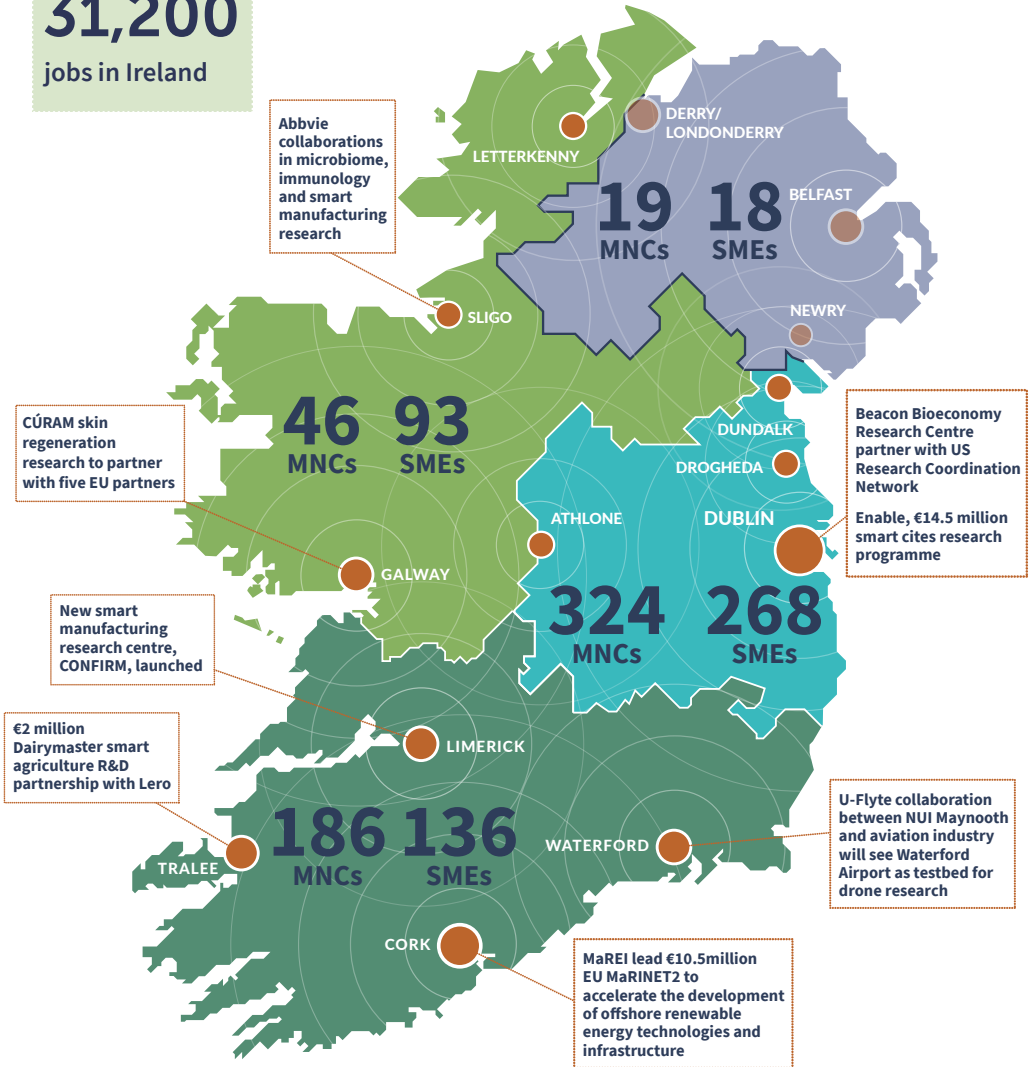 31,200
jobs in Ireland
Abbvie
collaborations
in microbiome,
immunology
and smart
manufacturing
research
LETTERKENNY
DERRY/
LONDONDERRY
19 18
MNCs SMEs
BELFAST
NEWRY
SLIGO
46 93
MNCs SMEs
CÚRAM skin
regeneration
research to partner
with five EU partners
DUNDALK
DROGHEDA
DUBLIN
ATHLONE
GALWAY
Beacon Bioeconomy
Research Centre
partner with US
Research Coordination
Network
Enable, €14.5 million
smart cites research
programme
324 268
MNCs SMEs
New smart
manufacturing
research centre,
CONFIRM, launched
LIMERICK
€2 million
Dairymaster smart
agriculture R&D
partnership with Lero
186 136
MNCs SMEs
TRALEE
WATERFORD
U-Flyte collaboration
between NUI Maynooth
and aviation industry
will see Waterford
Airport as testbed for
drone research
CORK
MaREI lead €10.5million
EU MaRINET2 to
accelerate the development
of offshore renewable
energy technologies and
infrastructure